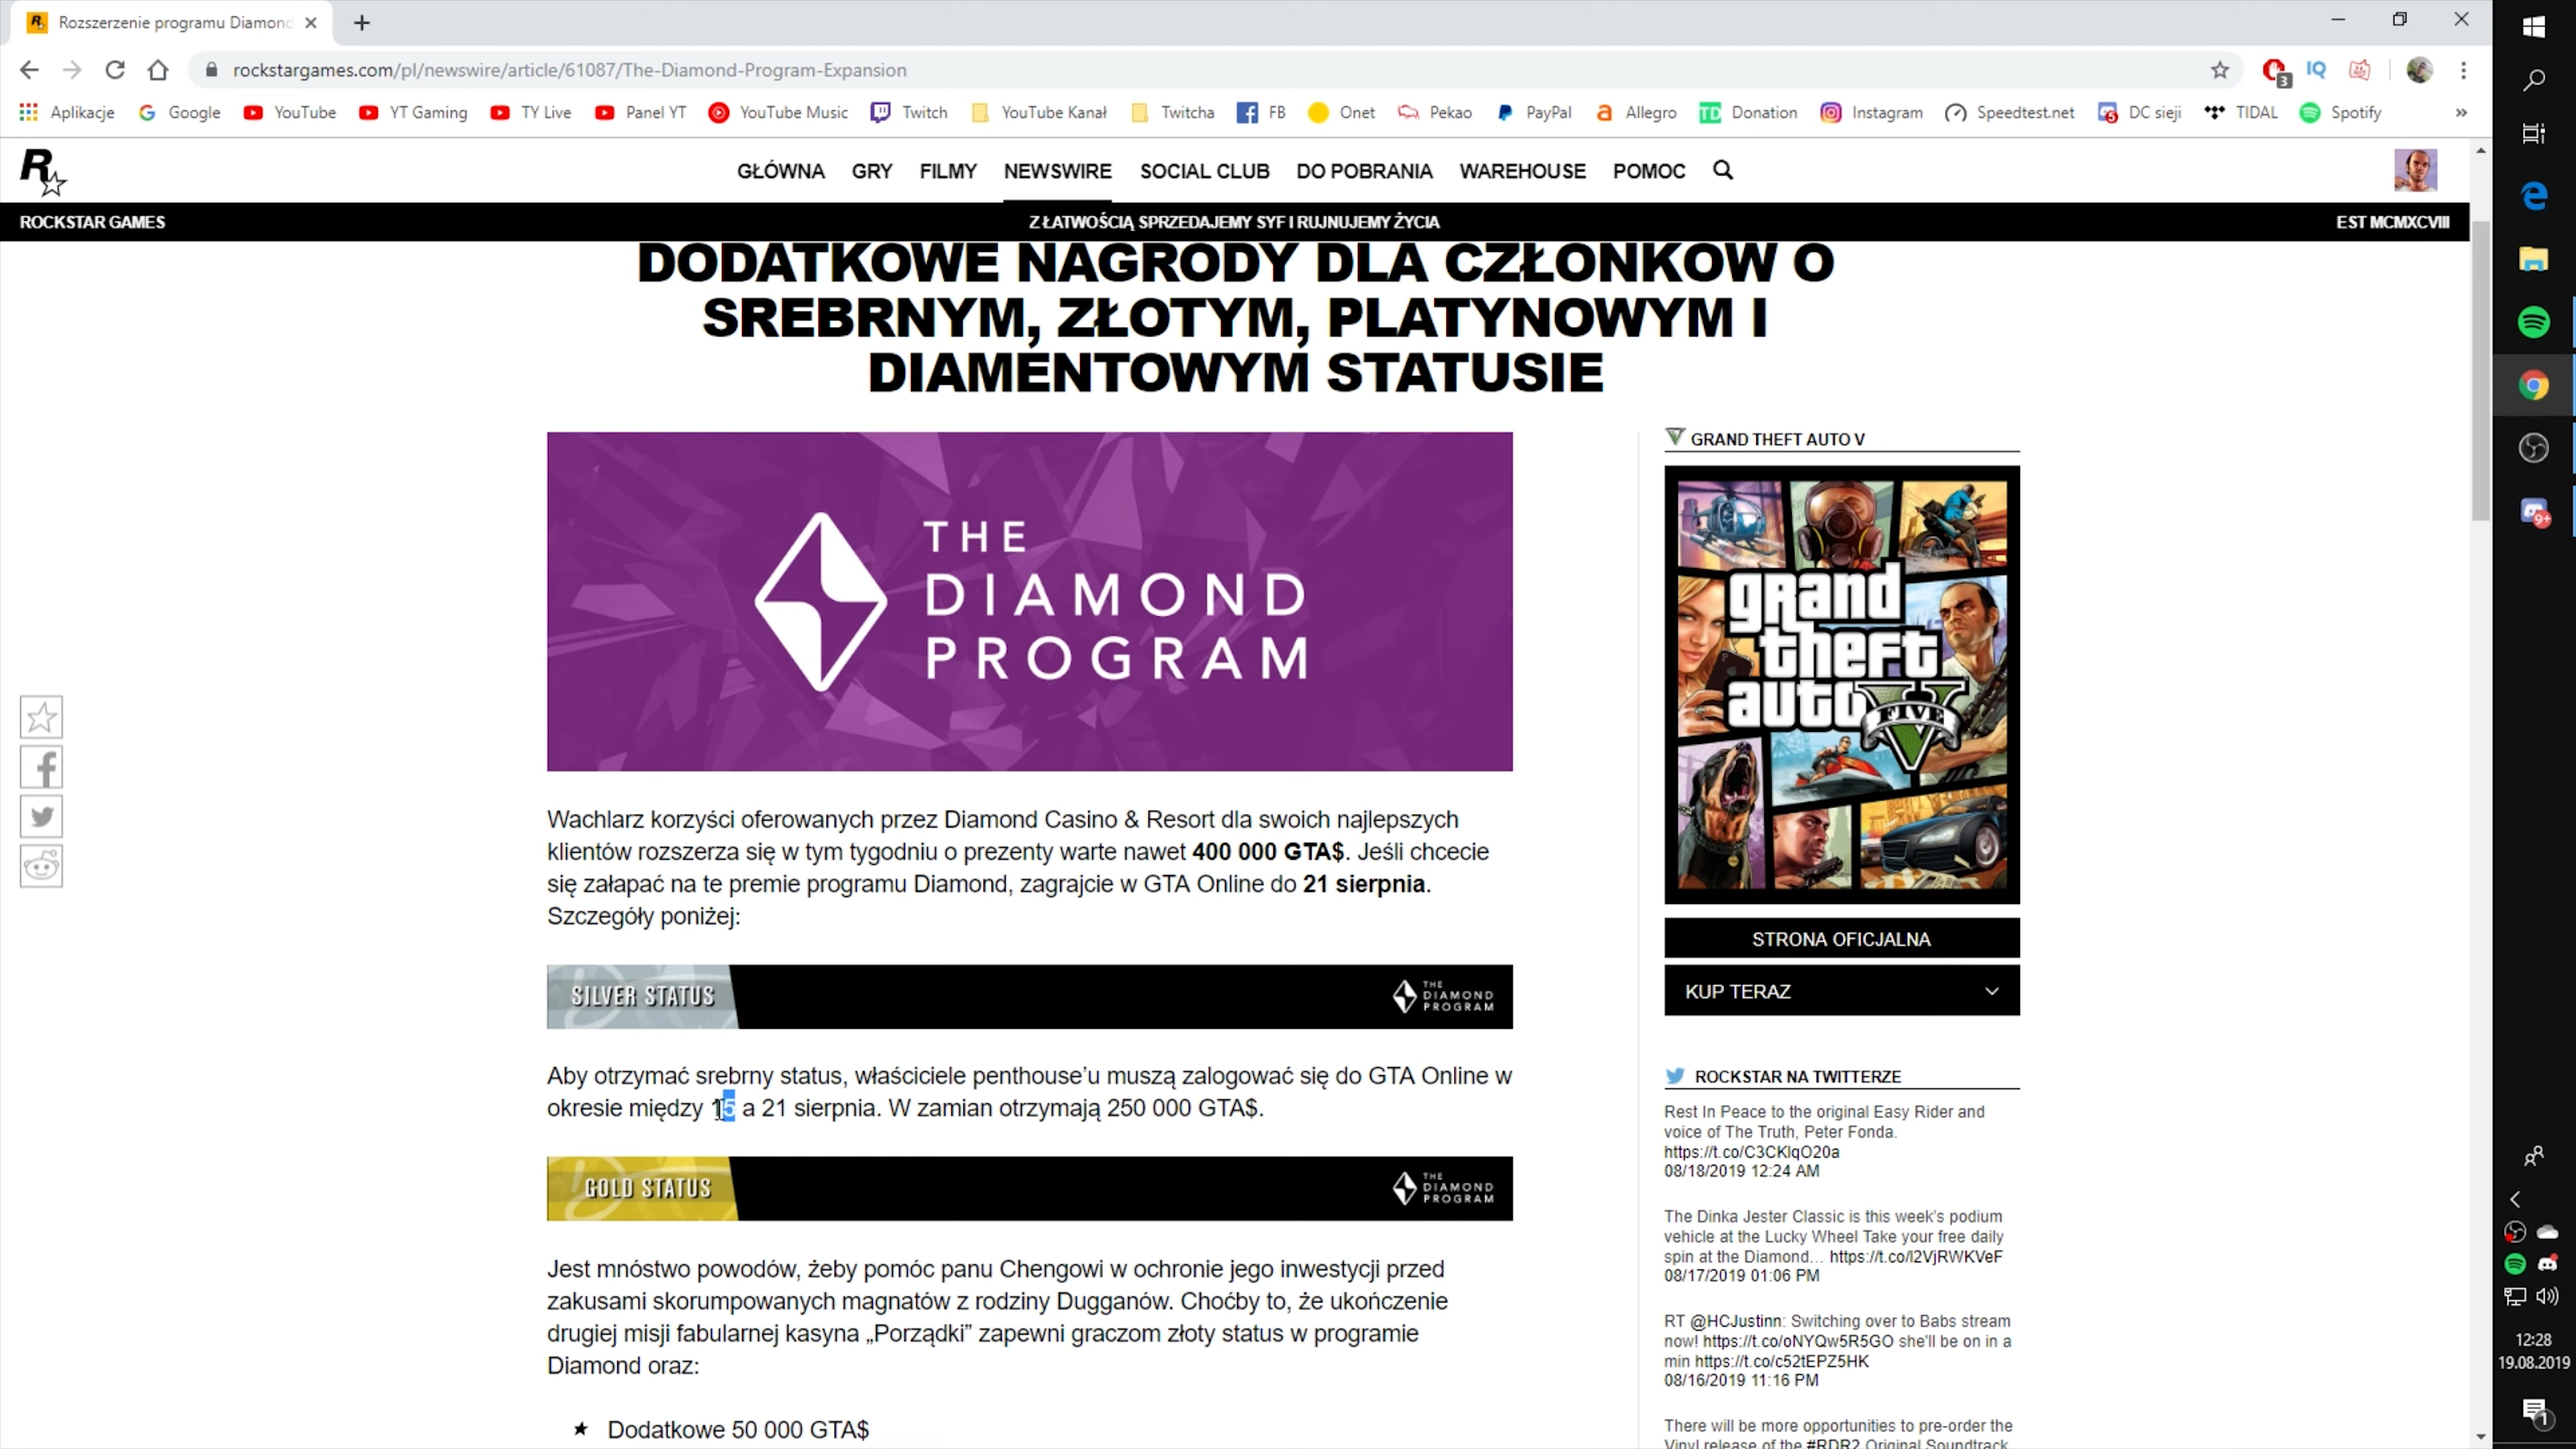 Rozszerzenie programu Diamond
rockstargames.com/pl/newswire/article/61087/The-Diamond-Program-Expansion
3
IQ
Aplikacje
Google
YouTube
YT Gaming
TY Live
Panel YT
YouTube Music
Twitch
YouTube Kanał
Twitcha
FB
Onet
Pekao
PayPal
Allegro
TD
Donation
Instagram
Speedtest.net
DC sieji
TIDAL
Spotify
GŁÓWNA
GRY
FILMY
NEWSWIRE
SOCIAL CLUB
DO POBRANIA
WAREHOUSE
POMOC
ROCKSTAR GAMES
Z ŁATWOŚCIĄ SPRZEDAJEMY SYF I RUJNUJEMY ŻYCIA
EST MCMXCVIII
DODATKOWE NAGRODY DLA CZŁONKÓW O
SREBRNYM, ZŁOTYM, PLATYNOWYM I
DIAMENTOWYM STATUSIE
THE
DIAMOND
PROGRAM
Wachlarz korzyści oferowanych przez Diamond Casino & Resort dla swoich najlepszych
klientów rozszerza się w tym tygodniu o prezenty warte nawet 400 000 GTA$. Jeśli chcecie
się załapać na te premie programu Diamond, zagrajcie w GTA Online do 21 sierpnia.
Szczegóły poniżej:
SILVER STATUS
THE
DIAMOND
PROGRAM
Aby otrzymać srebrny status, właściciele penthouse’u muszą zalogować się do GTA Online w
okresie między 15 a 21 sierpnia. W zamian otrzymają 250 000 GTA$.
GOLD STATUS
THE
DIAMOND
PROGRAM
Jest mnóstwo powodów, żeby pomóc panu Chengowi w ochronie jego inwestycji przed
zakusami skorumpowanych magnatów z rodziny Dugganów. Choćby to, że ukończenie
drugiej misji fabularnej kasyna „Porządki” zapewni graczom złoty status w programie
Diamond oraz:
Dodatkowe 50 000 GTA$
GRAND THEFT AUTO V
grand
theft
auto V
FIVE
STRONA OFICJALNA
KUP TERAZ
ROCKSTAR NA TWITTERZE
Rest In Peace to the original Easy Rider and
voice of The Truth, Peter Fonda.
https://t.co/C3CKlqO20a
08/18/2019 12:24 AM
The Dinka Jester Classic is this week's podium
vehicle at the Lucky Wheel Take your free daily
spin at the Diamond… https://t.co/l2VjRWKVeF
08/17/2019 01:06 PM
RT @HCJustinn: Switching over to Babs stream
now! https://t.co/oNYQw5R5GO she'll be on in a
min https://t.co/c52tEPZ5HK
08/16/2019 11:16 PM
There will be more opportunities to pre-order the
Vinyl release of the #RDR2 Original Soundtrack
9+
12:28
19.08.2019
1